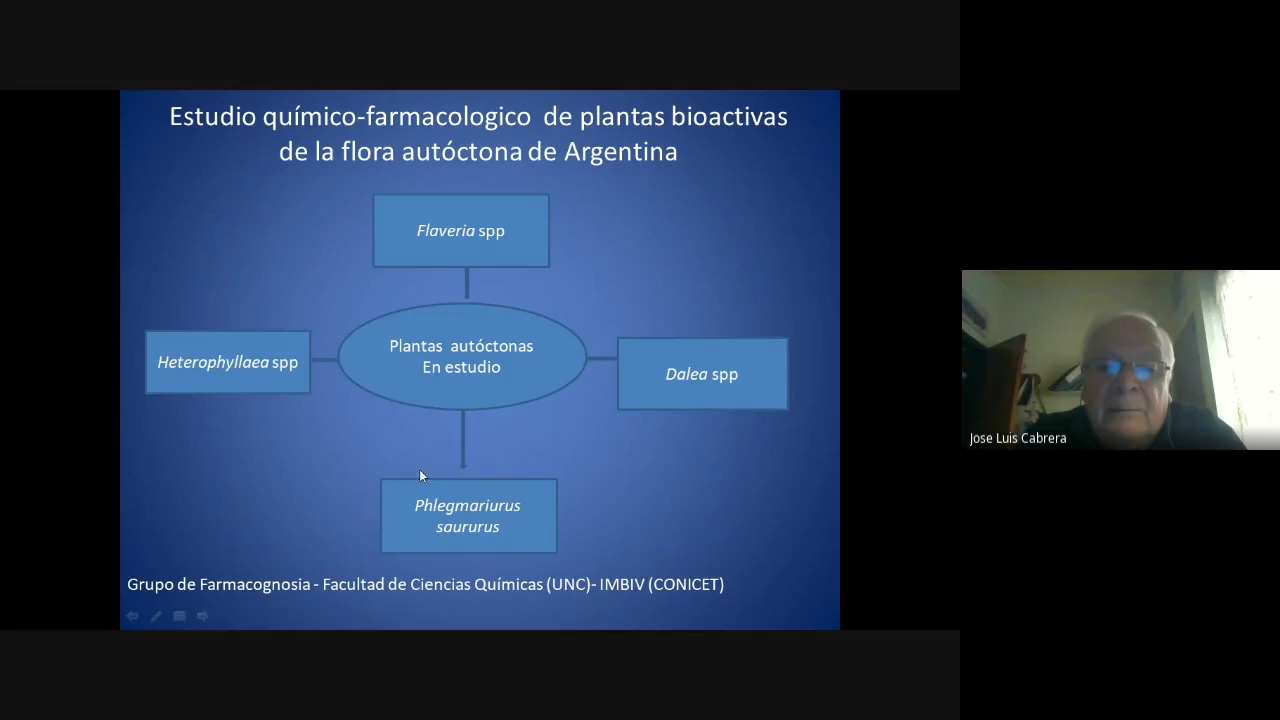 Estudio químico-farmacologico de plantas bioactivas
de la flora autóctona de Argentina
Flaveria spp
Heterophyllaea spp
Plantas autóctonas
En estudio
Dalea spp
Phlegmariurus
saururus
Grupo de Farmacognosia - Facultad de Ciencias Químicas (UNC)- IMBIV (CONICET)
Jose Luis Cabrera